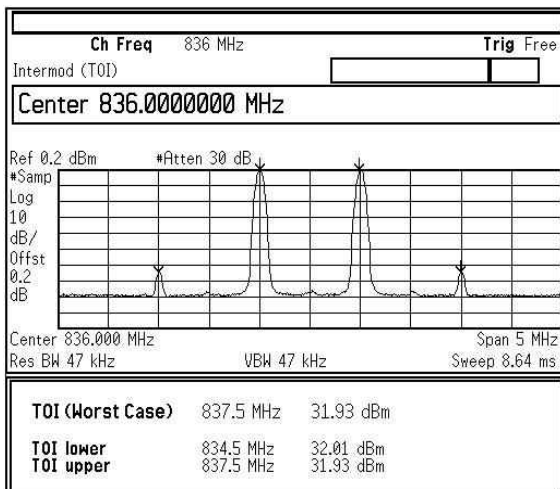 Ch Freq 836 MHz Trig Free
Intermod (TOI)
Center 836.0000000 MHz
Ref 0.2 dBm #Atten 30 dB
#Samp
Log
10
dB/
Offst
0.2
dB
Center 836.000 MHz Span 5 MHz
Res BW 47 kHz VBW 47 kHz Sweep 8.64 ms
TOI (Worst Case) 837.5 MHz 31.93 dBm
TOI lower 834.5 MHz 32.01 dBm
TOI upper 837.5 MHz 31.93 dBm